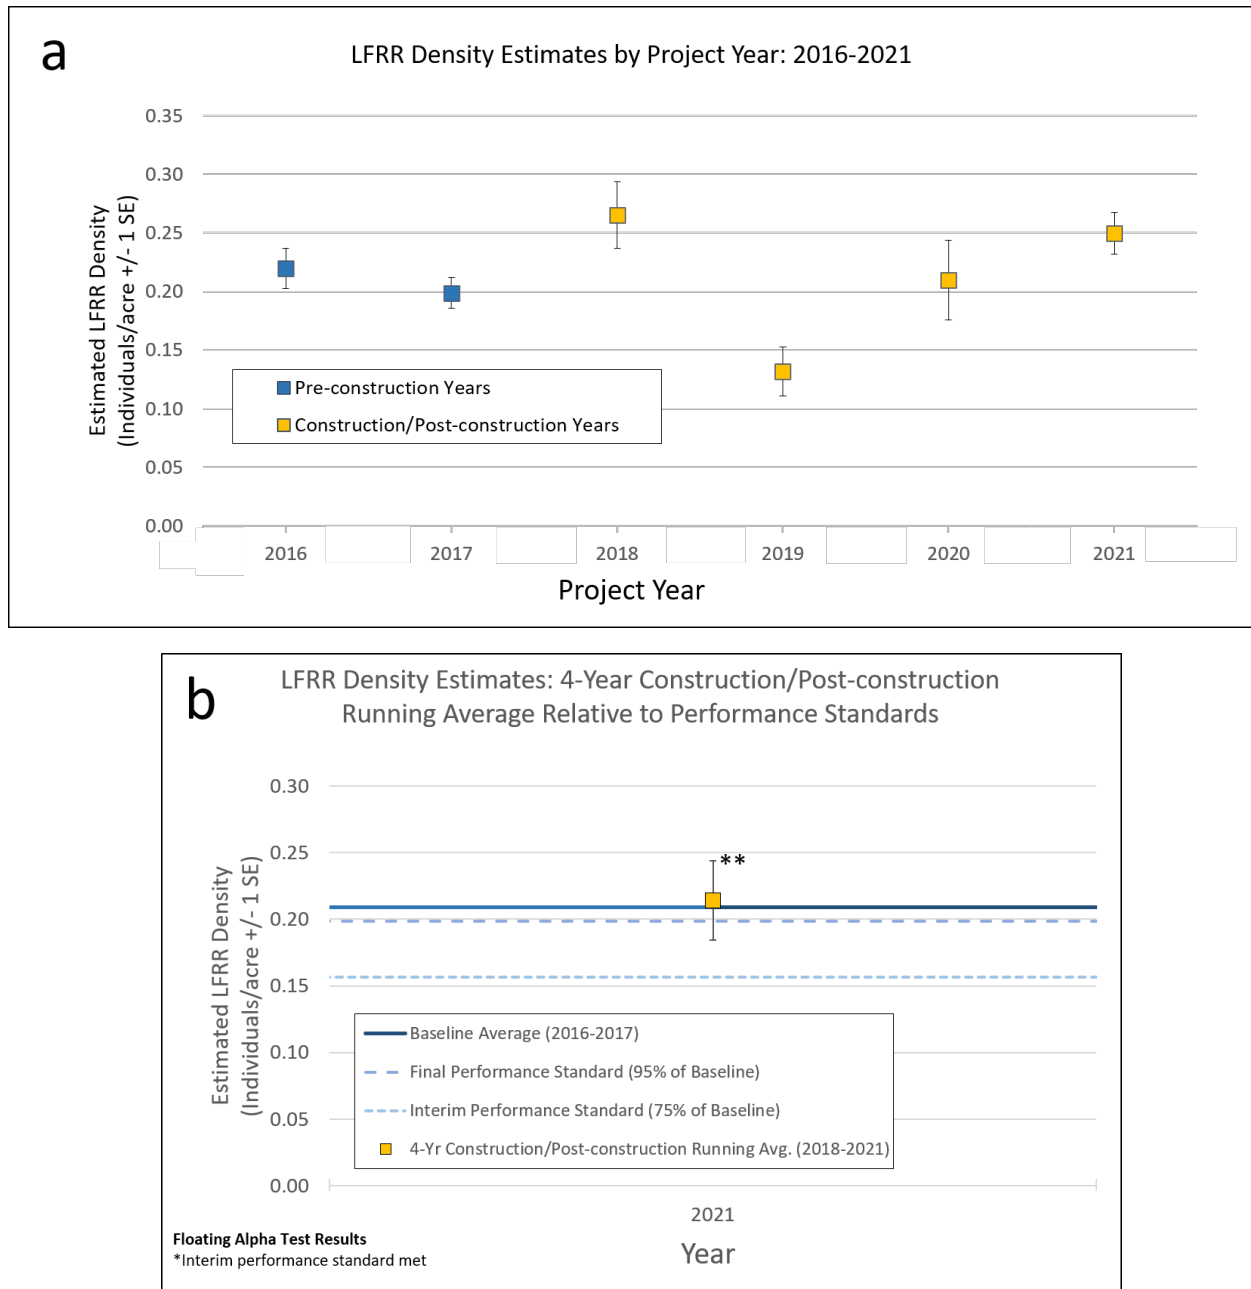 a
LFRR Density Estimates by Project Year: 2016-2021
Estimated LFRR Density
(Individuals/acre +/- 1 SE)
0.35
0.30
0.25
0.20
0.15
0.10
0.05
0.00
Pre-construction Years
Construction/Post-construction Years
2016 2017 2018 2019 2020 2021
Project Year
b
LFRR Density Estimates: 4-Year Construction/Post-construction
Running Average Relative to Performance Standards
Estimated LFRR Density
(Individuals/acre +/- 1 SE)
0.30
0.25
0.20
0.15
0.10
0.05
0.00
**
Baseline Average (2016-2017)
Final Performance Standard (95% of Baseline)
Interim Performance Standard (75% of Baseline)
4-Yr Construction/Post-construction Running Avg. (2018-2021)
2021
Year
Floating Alpha Test Results
*Interim performance standard met